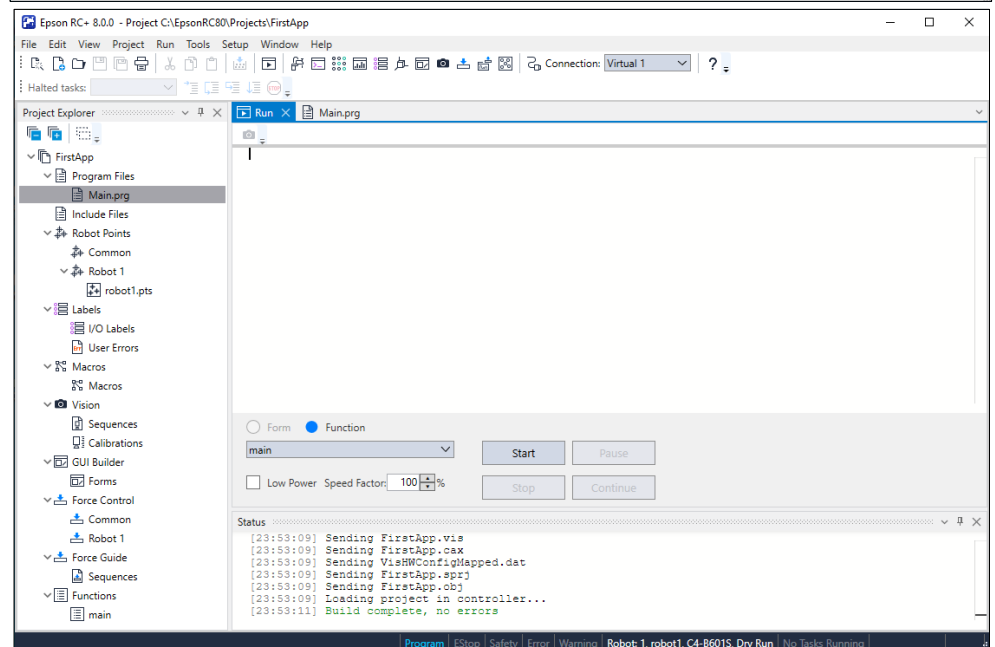 Epson RC+ 8.0.0 - Project C:\EpsonRC80\Projects\FirstApp
File Edit View Project Run Tools Setup Window Help
Connection: Virtual 1
?
Halted tasks:
STOP
Project Explorer
Run
Main.prg
FirstApp
Program Files
Main.prg
Include Files
Robot Points
Common
Robot 1
robot1.pts
Labels
I/O Labels
User Errors
Macros
Macros
Vision
Sequences
Calibrations
GUI Builder
Forms
Force Control
Common
Robot 1
Force Guide
Sequences
Functions
main
Form Function
main
Start Pause
Low Power Speed Factor: 100 %
Stop Continue
Status
[23:53:09] Sending FirstApp.vis
[23:53:09] Sending FirstApp.cax
[23:53:09] Sending VisHWConfigMapped.dat
[23:53:09] Sending FirstApp.sprj
[23:53:09] Sending FirstApp.obj
[23:53:09] Loading project in controller...
[23:53:11] Build complete, no errors
Program EStop Safety Error Warning Robot: 1, robot1, C4-B601S, Dry Run No Tasks Running